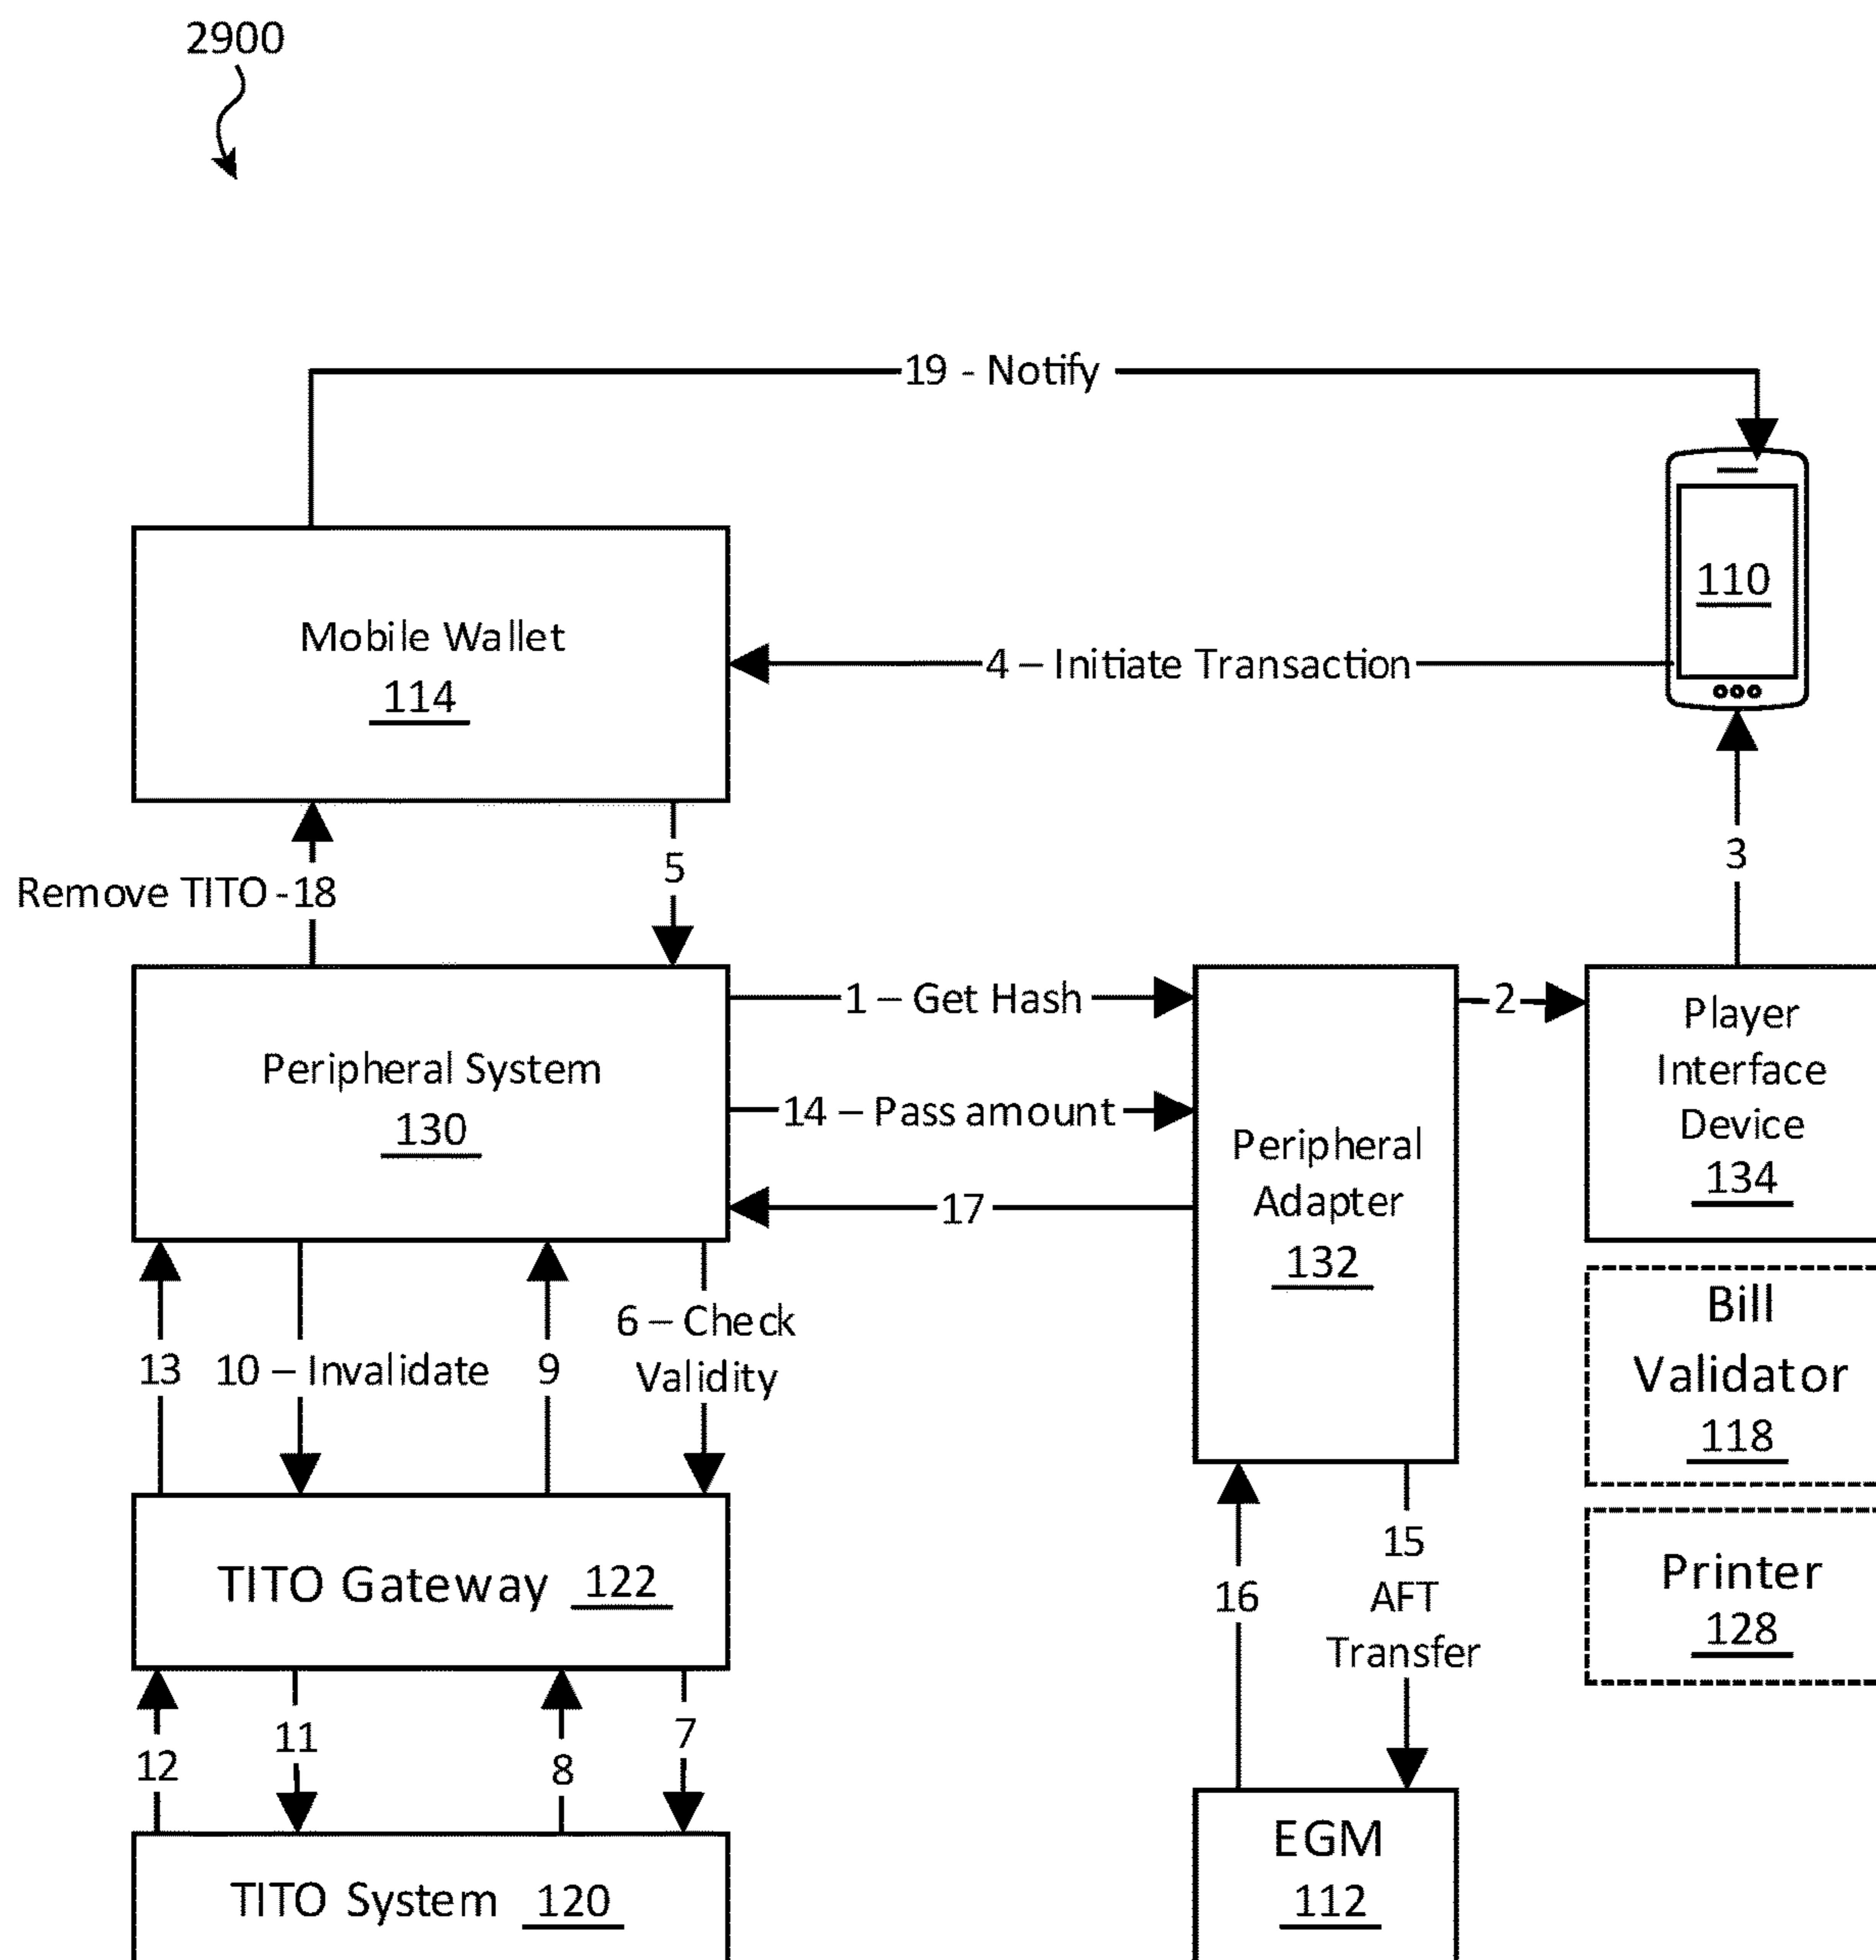 2900
19 - Notify
110
Mobile Wallet
114
4 – Initiate Transaction
5
3
Remove TITO -18
1 – Get Hash
2
Player
Interface
Device
134
Peripheral System
130
14 – Pass amount
Peripheral
Adapter
132
17
Bill
Validator
118
6 – Check
Validity
13
10 – Invalidate
9
15
AFT
Transfer
16
Printer
128
TITO Gateway 122
12
11
8
7
EGM
112
TITO System 120